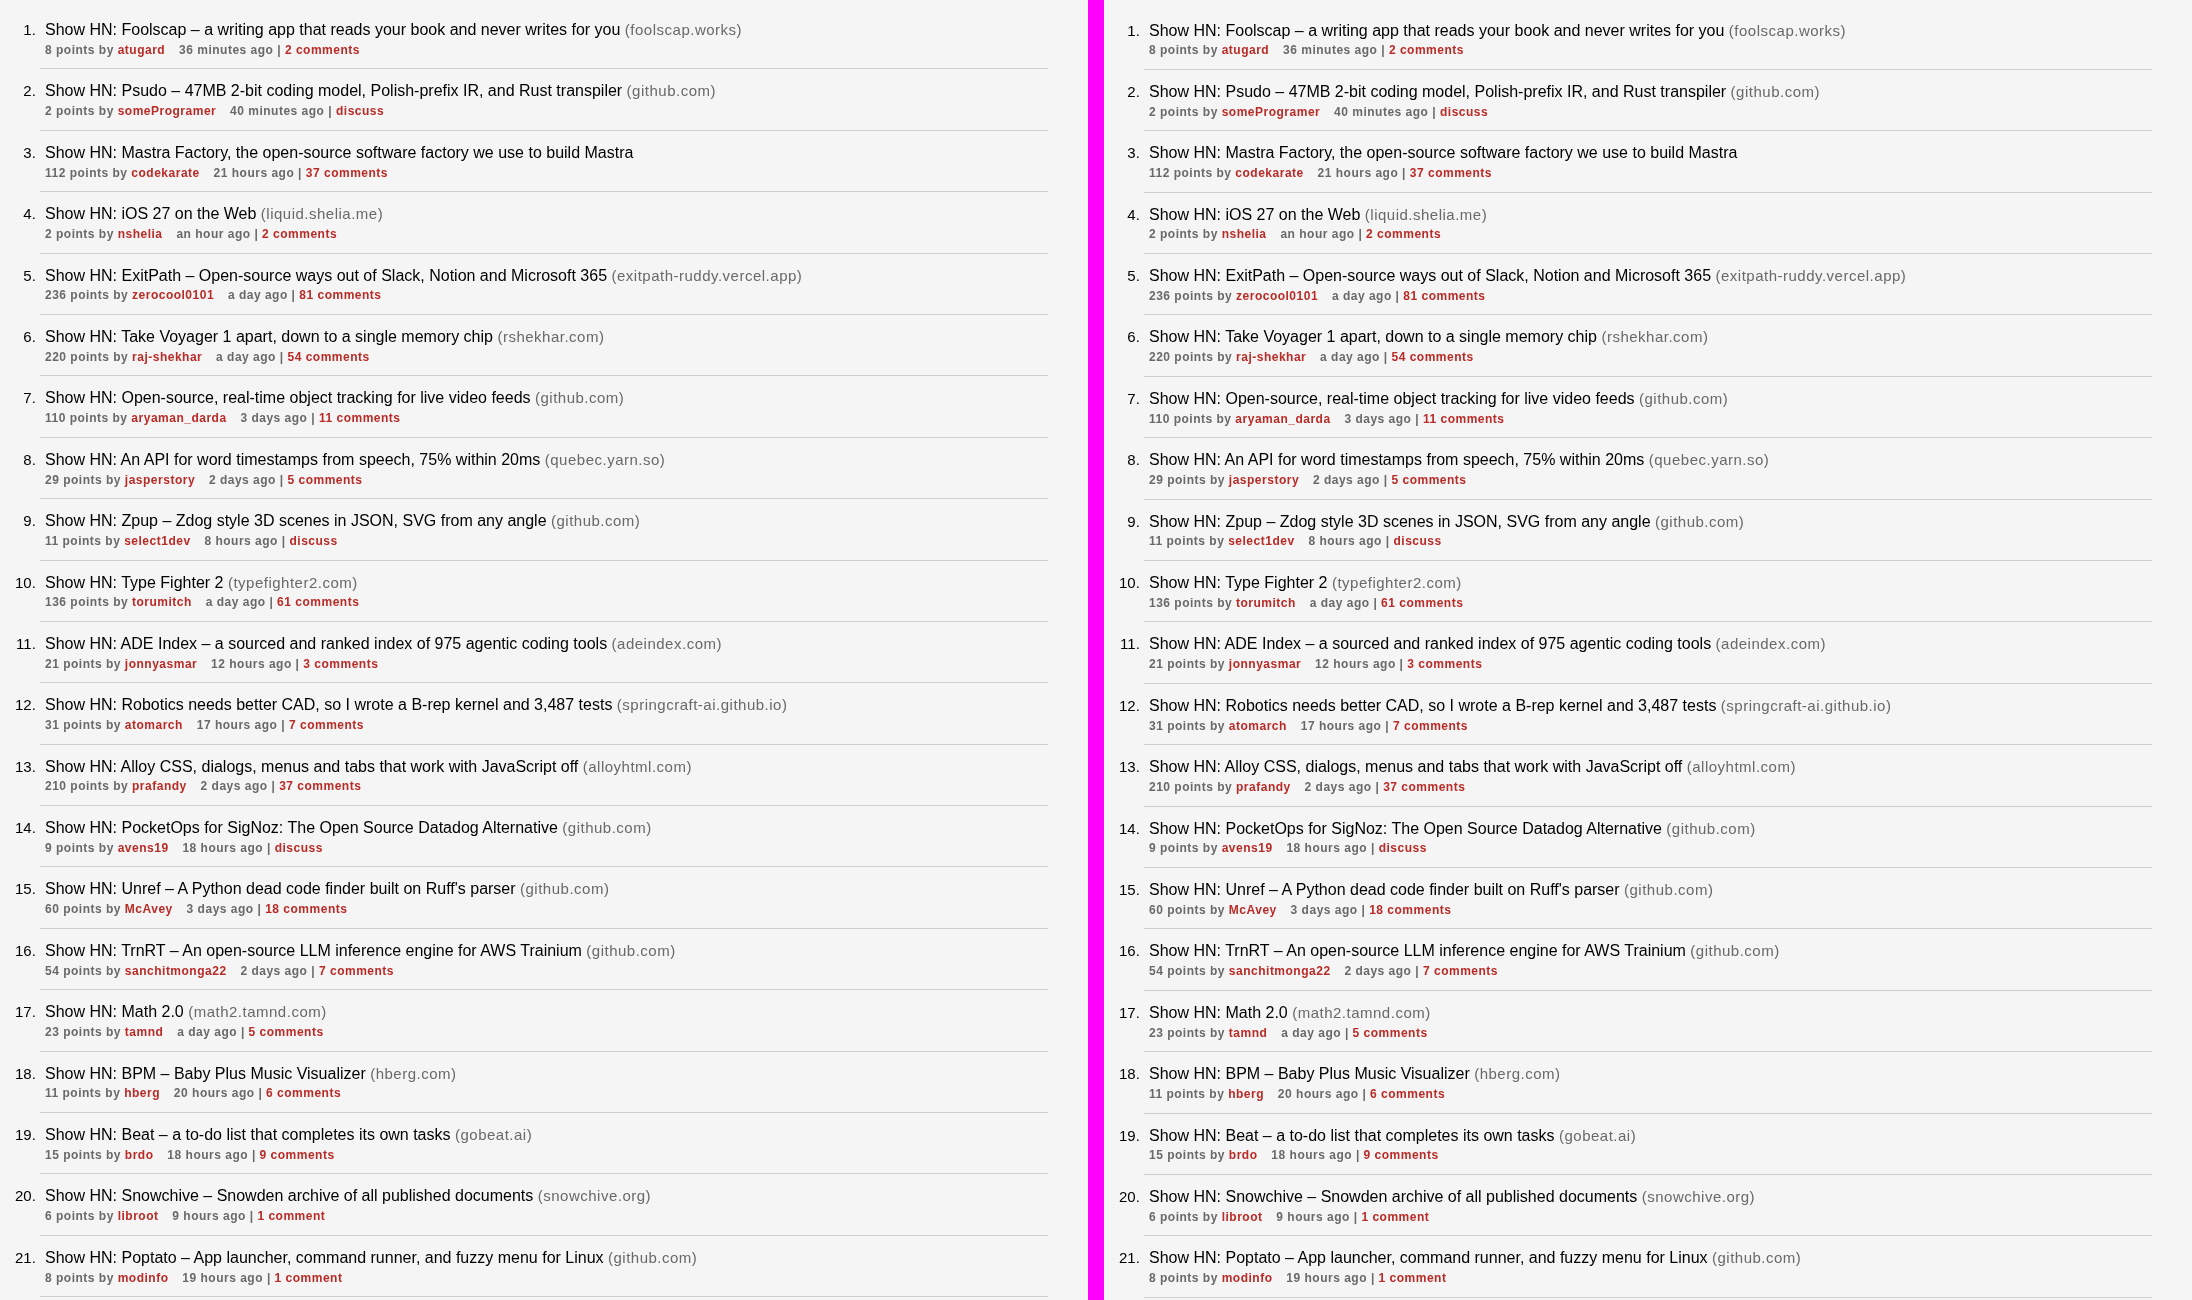 1. Show HN: Foolscap – a writing app that reads your book and never writes for you (foolscap.works)
8 points by atugard 36 minutes ago | 2 comments
2. Show HN: Psudo – 47MB 2-bit coding model, Polish-prefix IR, and Rust transpiler (github.com)
2 points by someProgramer 40 minutes ago | discuss
3. Show HN: Mastra Factory, the open-source software factory we use to build Mastra
112 points by codekarate 21 hours ago | 37 comments
4. Show HN: iOS 27 on the Web (liquid.shelia.me)
2 points by nshelia an hour ago | 2 comments
5. Show HN: ExitPath – Open-source ways out of Slack, Notion and Microsoft 365 (exitpath-ruddy.vercel.app)
236 points by zerocool0101 a day ago | 81 comments
6. Show HN: Take Voyager 1 apart, down to a single memory chip (rshekhar.com)
220 points by raj-shekhar a day ago | 54 comments
7. Show HN: Open-source, real-time object tracking for live video feeds (github.com)
110 points by aryaman_darda 3 days ago | 11 comments
8. Show HN: An API for word timestamps from speech, 75% within 20ms (quebec.yarn.so)
29 points by jasperstory 2 days ago | 5 comments
9. Show HN: Zpup – Zdog style 3D scenes in JSON, SVG from any angle (github.com)
11 points by select1dev 8 hours ago | discuss
10. Show HN: Type Fighter 2 (typefighter2.com)
136 points by torumitch a day ago | 61 comments
11. Show HN: ADE Index – a sourced and ranked index of 975 agentic coding tools (adeindex.com)
21 points by jonnyasmar 12 hours ago | 3 comments
12. Show HN: Robotics needs better CAD, so I wrote a B-rep kernel and 3,487 tests (springcraft-ai.github.io)
31 points by atomarch 17 hours ago | 7 comments
13. Show HN: Alloy CSS, dialogs, menus and tabs that work with JavaScript off (alloyhtml.com)
210 points by prafandy 2 days ago | 37 comments
14. Show HN: PocketOps for SigNoz: The Open Source Datadog Alternative (github.com)
9 points by avens19 18 hours ago | discuss
15. Show HN: Unref – A Python dead code finder built on Ruff's parser (github.com)
60 points by McAvey 3 days ago | 18 comments
16. Show HN: TrnRT – An open-source LLM inference engine for AWS Trainium (github.com)
54 points by sanchitmonga22 2 days ago | 7 comments
17. Show HN: Math 2.0 (math2.tamnd.com)
23 points by tamnd a day ago | 5 comments
18. Show HN: BPM – Baby Plus Music Visualizer (hberg.com)
11 points by hberg 20 hours ago | 6 comments
19. Show HN: Beat – a to-do list that completes its own tasks (gobeat.ai)
15 points by brdo 18 hours ago | 9 comments
20. Show HN: Snowchive – Snowden archive of all published documents (snowchive.org)
6 points by libroot 9 hours ago | 1 comment
21. Show HN: Poptato – App launcher, command runner, and fuzzy menu for Linux (github.com)
8 points by modinfo 19 hours ago | 1 comment
1. Show HN: Foolscap – a writing app that reads your book and never writes for you (foolscap.works)
8 points by atugard 36 minutes ago | 2 comments
2. Show HN: Psudo – 47MB 2-bit coding model, Polish-prefix IR, and Rust transpiler (github.com)
2 points by someProgramer 40 minutes ago | discuss
3. Show HN: Mastra Factory, the open-source software factory we use to build Mastra
112 points by codekarate 21 hours ago | 37 comments
4. Show HN: iOS 27 on the Web (liquid.shelia.me)
2 points by nshelia an hour ago | 2 comments
5. Show HN: ExitPath – Open-source ways out of Slack, Notion and Microsoft 365 (exitpath-ruddy.vercel.app)
236 points by zerocool0101 a day ago | 81 comments
6. Show HN: Take Voyager 1 apart, down to a single memory chip (rshekhar.com)
220 points by raj-shekhar a day ago | 54 comments
7. Show HN: Open-source, real-time object tracking for live video feeds (github.com)
110 points by aryaman_darda 3 days ago | 11 comments
8. Show HN: An API for word timestamps from speech, 75% within 20ms (quebec.yarn.so)
29 points by jasperstory 2 days ago | 5 comments
9. Show HN: Zpup – Zdog style 3D scenes in JSON, SVG from any angle (github.com)
11 points by select1dev 8 hours ago | discuss
10. Show HN: Type Fighter 2 (typefighter2.com)
136 points by torumitch a day ago | 61 comments
11. Show HN: ADE Index – a sourced and ranked index of 975 agentic coding tools (adeindex.com)
21 points by jonnyasmar 12 hours ago | 3 comments
12. Show HN: Robotics needs better CAD, so I wrote a B-rep kernel and 3,487 tests (springcraft-ai.github.io)
31 points by atomarch 17 hours ago | 7 comments
13. Show HN: Alloy CSS, dialogs, menus and tabs that work with JavaScript off (alloyhtml.com)
210 points by prafandy 2 days ago | 37 comments
14. Show HN: PocketOps for SigNoz: The Open Source Datadog Alternative (github.com)
9 points by avens19 18 hours ago | discuss
15. Show HN: Unref – A Python dead code finder built on Ruff's parser (github.com)
60 points by McAvey 3 days ago | 18 comments
16. Show HN: TrnRT – An open-source LLM inference engine for AWS Trainium (github.com)
54 points by sanchitmonga22 2 days ago | 7 comments
17. Show HN: Math 2.0 (math2.tamnd.com)
23 points by tamnd a day ago | 5 comments
18. Show HN: BPM – Baby Plus Music Visualizer (hberg.com)
11 points by hberg 20 hours ago | 6 comments
19. Show HN: Beat – a to-do list that completes its own tasks (gobeat.ai)
15 points by brdo 18 hours ago | 9 comments
20. Show HN: Snowchive – Snowden archive of all published documents (snowchive.org)
6 points by libroot 9 hours ago | 1 comment
21. Show HN: Poptato – App launcher, command runner, and fuzzy menu for Linux (github.com)
8 points by modinfo 19 hours ago | 1 comment